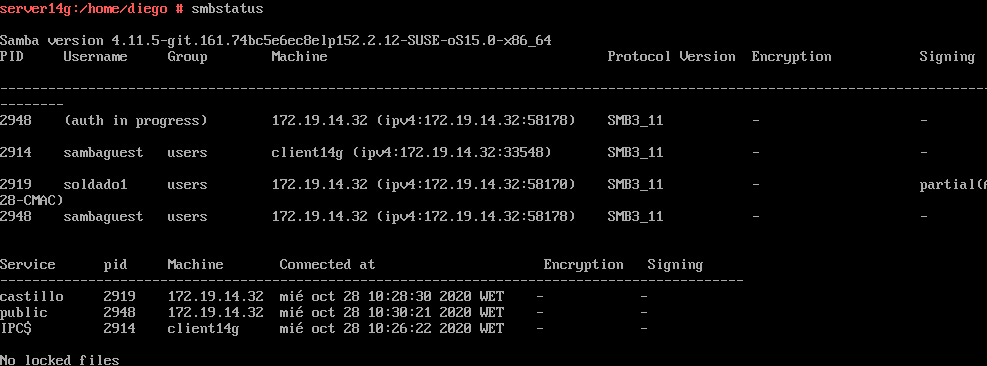 server14g:/home/diego # smbstatus
Samba version 4.11.5-git.161.74bc5e6ec8elp152.2.12-SUSE-oS15.0-x86_64
PID     Username   Group        Machine                                   Protocol Version  Encryption           Signing
----------------------------------------------------------------------------------------------------------------------------
--------
2948    (auth in progress)        172.19.14.32 (ipv4:172.19.14.32:58178)    SMB3_11           -                    -
2914    sambaguest   users        client14g (ipv4:172.19.14.32:33548)       SMB3_11           -                    -
2919    soldado1     users        172.19.14.32 (ipv4:172.19.14.32:58170)    SMB3_11           -                    partial(A
28-CMAC)
2948    sambaguest   users        172.19.14.32 (ipv4:172.19.14.32:58178)    SMB3_11           -                    -
Service      pid     Machine       Connected at                     Encryption   Signing
---------------------------------------------------------------------------------------------
castillo     2919    172.19.14.32  mié oct 28 10:28:30 2020 WET    -            -
public       2948    172.19.14.32  mié oct 28 10:30:21 2020 WET    -            -
IPC$         2914    client14g     mié oct 28 10:26:22 2020 WET    -            -
No locked files